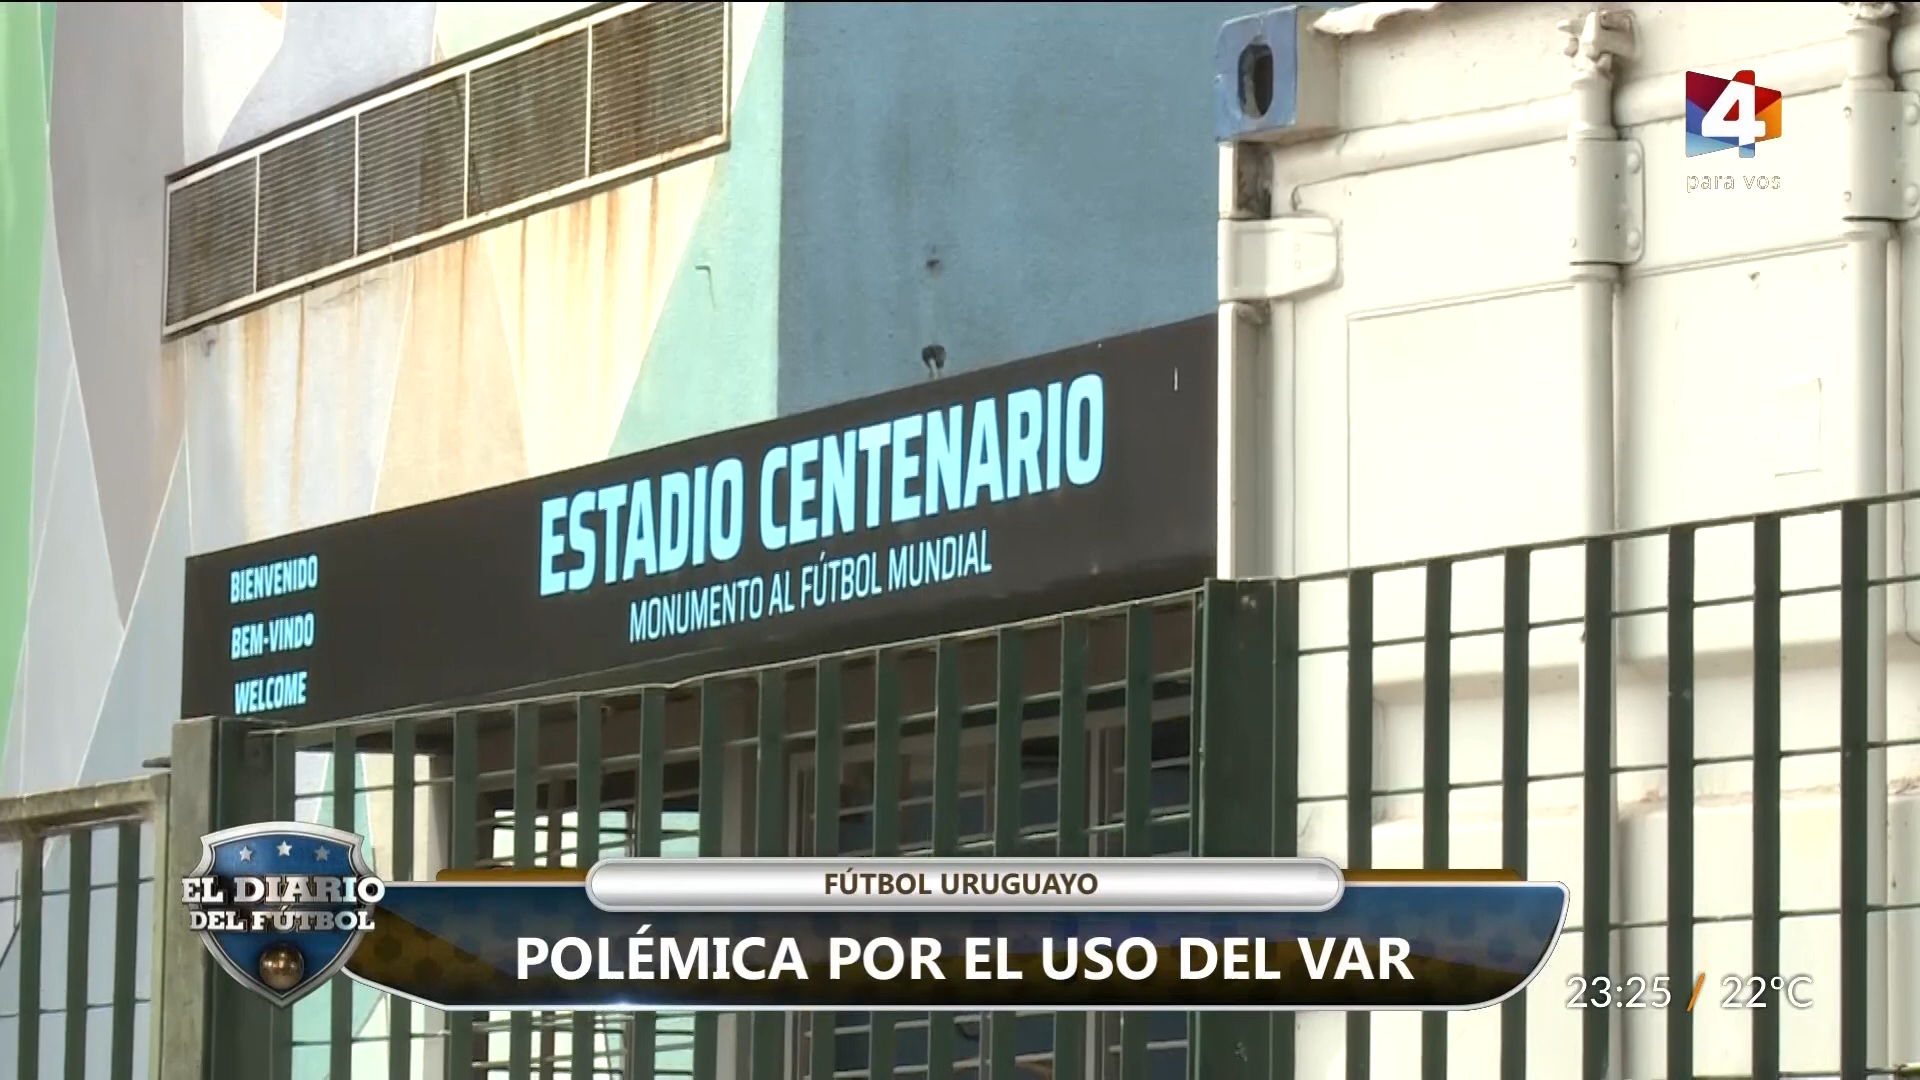 4
para vos
ESTADIO CENTENARIO
MONUMENTO AL FÚTBOL MUNDIAL
BIENVENIDO
BEM-VINDO
WELCOME
EL DIARIO
DEL FÚTBOL
FÚTBOL URUGUAYO
POLÉMICA POR EL USO DEL VAR
23:25 / 22°C